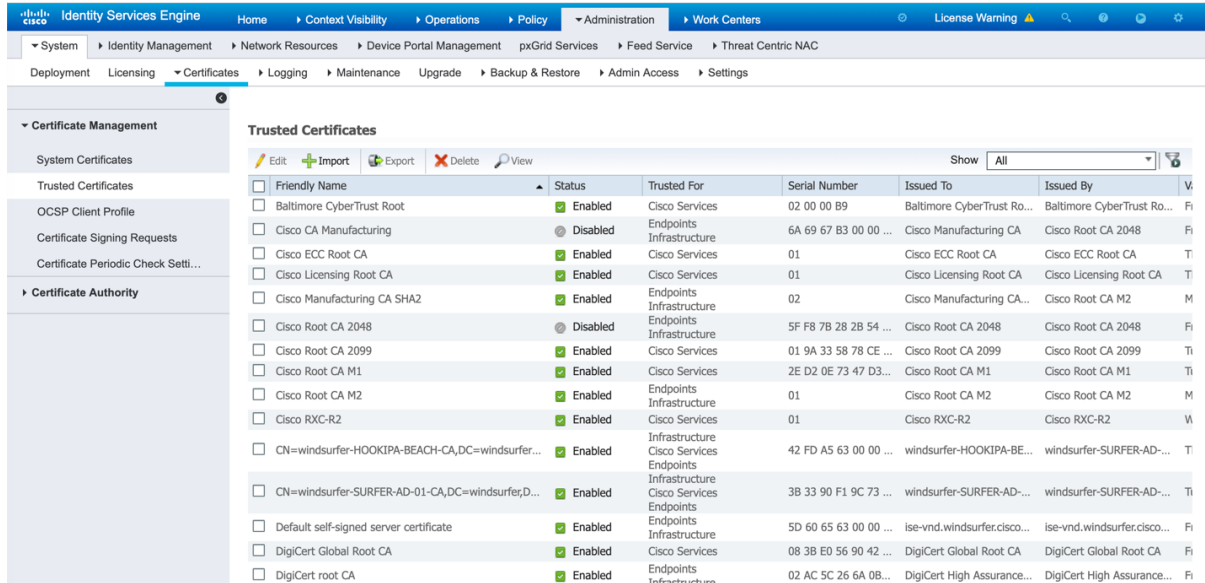 cisco Identity Services Engine Home Context Visibility Operations Policy Administration Work Centers License Warning
System Identity Management Network Resources Device Portal Management pxGrid Services Feed Service Threat Centric NAC
Deployment Licensing Certificates Logging Maintenance Upgrade Backup & Restore Admin Access Settings
Certificate Management
System Certificates
Trusted Certificates
OCSP Client Profile
Certificate Signing Requests
Certificate Periodic Check Setti...
Certificate Authority
Trusted Certificates
Edit Import Export Delete View Show All
Friendly Name Status Trusted For Serial Number Issued To Issued By
Baltimore CyberTrust Root Enabled Cisco Services 02 00 00 B9 Baltimore CyberTrust Ro... Baltimore CyberTrust Ro...
Cisco CA Manufacturing Disabled Endpoints Infrastructure 6A 69 67 B3 00 00 ... Cisco Manufacturing CA Cisco Root CA 2048
Cisco ECC Root CA Enabled Cisco Services 01 Cisco ECC Root CA Cisco ECC Root CA
Cisco Licensing Root CA Enabled Cisco Services 01 Cisco Licensing Root CA Cisco Licensing Root CA
Cisco Manufacturing CA SHA2 Enabled Endpoints Infrastructure 02 Cisco Manufacturing CA... Cisco Root CA M2
Cisco Root CA 2048 Disabled Endpoints Infrastructure 5F F8 7B 28 2B 54 ... Cisco Root CA 2048 Cisco Root CA 2048
Cisco Root CA 2099 Enabled Cisco Services 01 9A 33 58 78 CE ... Cisco Root CA 2099 Cisco Root CA 2099
Cisco Root CA M1 Enabled Cisco Services 2E D2 0E 73 47 D3... Cisco Root CA M1 Cisco Root CA M1
Cisco Root CA M2 Enabled Endpoints Infrastructure 01 Cisco Root CA M2 Cisco Root CA M2
Cisco RXC-R2 Enabled Cisco Services 01 Cisco RXC-R2 Cisco RXC-R2
CN=windsurfer-HOOKIPA-BEACH-CA,DC=windsurfer... Enabled Infrastructure Cisco Services Endpoints 42 FD A5 63 00 00 ... windsurfer-HOOKIPA-BE... windsurfer-SURFER-AD-...
CN=windsurfer-SURFER-AD-01-CA,DC=windsurfer,D... Enabled Infrastructure Cisco Services Endpoints 3B 33 90 F1 9C 73 ... windsurfer-SURFER-AD-... windsurfer-SURFER-AD-...
Default self-signed server certificate Enabled Endpoints Infrastructure 5D 60 65 63 00 00 ... ise-vnd.windsurfer.cisco... ise-vnd.windsurfer.cisco...
DigiCert Global Root CA Enabled Cisco Services 08 3B E0 56 90 42 ... DigiCert Global Root CA DigiCert Global Root CA
DigiCert root CA Enabled Endpoints Infrastructure 02 AC 5C 26 6A 0B... DigiCert High Assurance... DigiCert High Assurance...